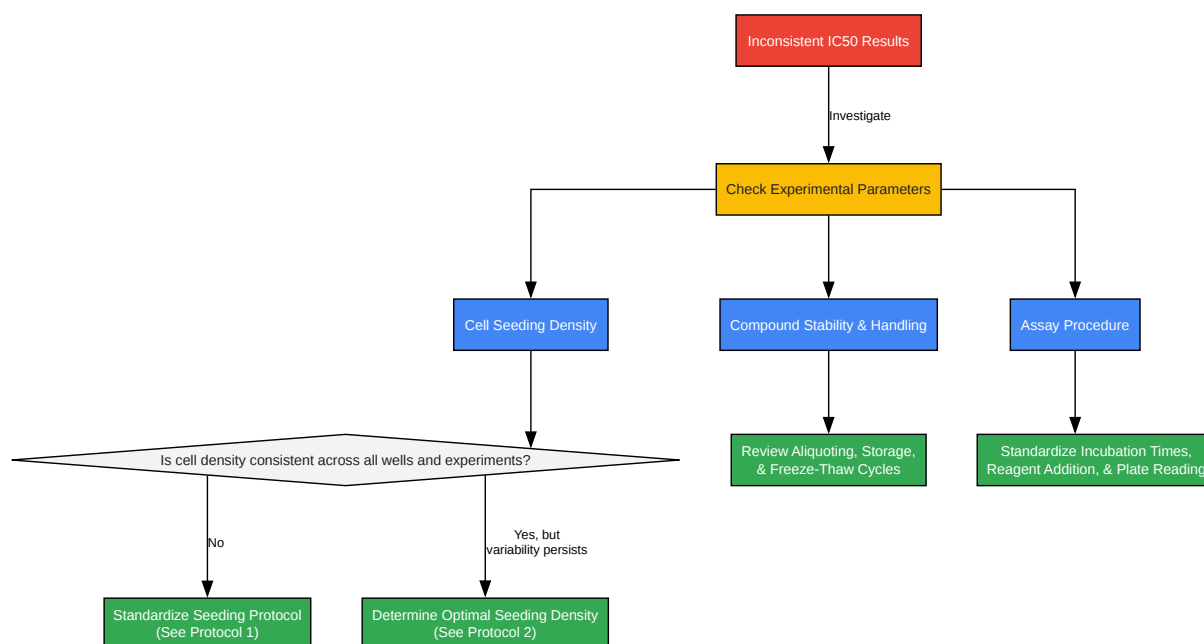 Inconsistent IC50 Results
Investigate
Check Experimental Parameters
Cell Seeding Density
Compound Stability & Handling
Assay Procedure
Is cell density consistent across all wells and experiments?
Review Aliquoting, Storage,
& Freeze-Thaw Cycles
Standardize Incubation Times,
Reagent Addition, & Plate Reading
No
Yes, but
variability persists
Standardize Seeding Protocol
(See Protocol 1)
Determine Optimal Seeding Density
(See Protocol 2)